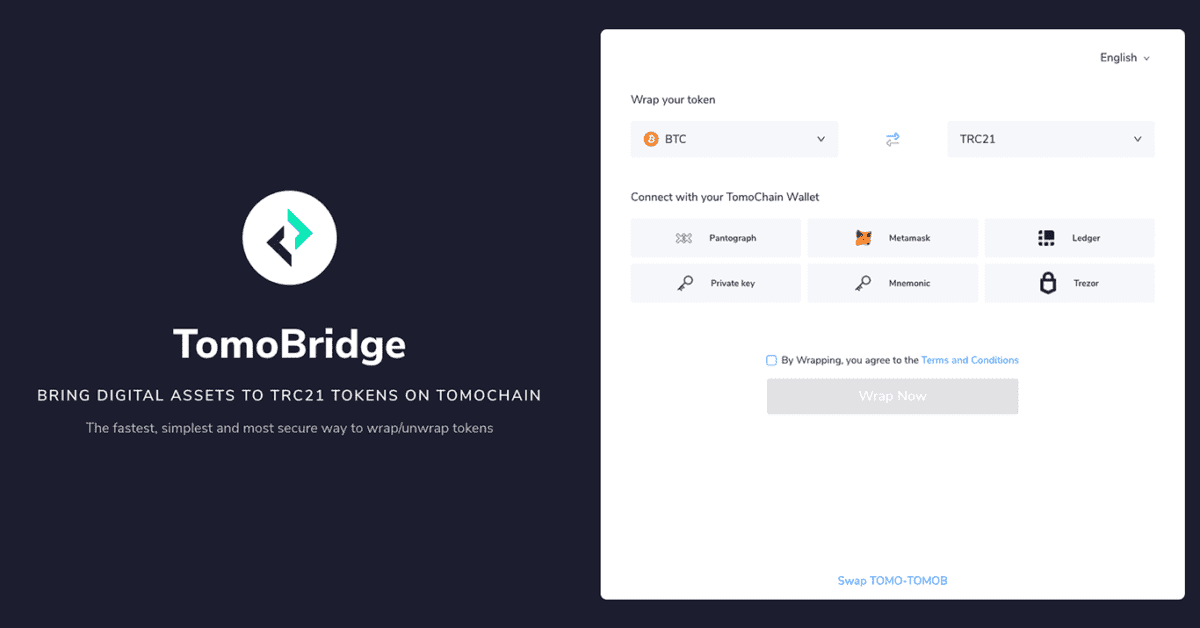 TomoBridge
BRING DIGITAL ASSETS TO TRC21 TOKENS ON TOMOCHAIN
The fastest, simplest and most secure way to wrap/unwrap tokens
English
Wrap your token
BTC
TRC21
Connect with your TomoChain Wallet
Pantograph
Metamask
Ledger
Private key
Mnemonic
Trezor
By Wrapping, you agree to the Terms and Conditions
Wrap Now
Swap TOMO-TOMOB